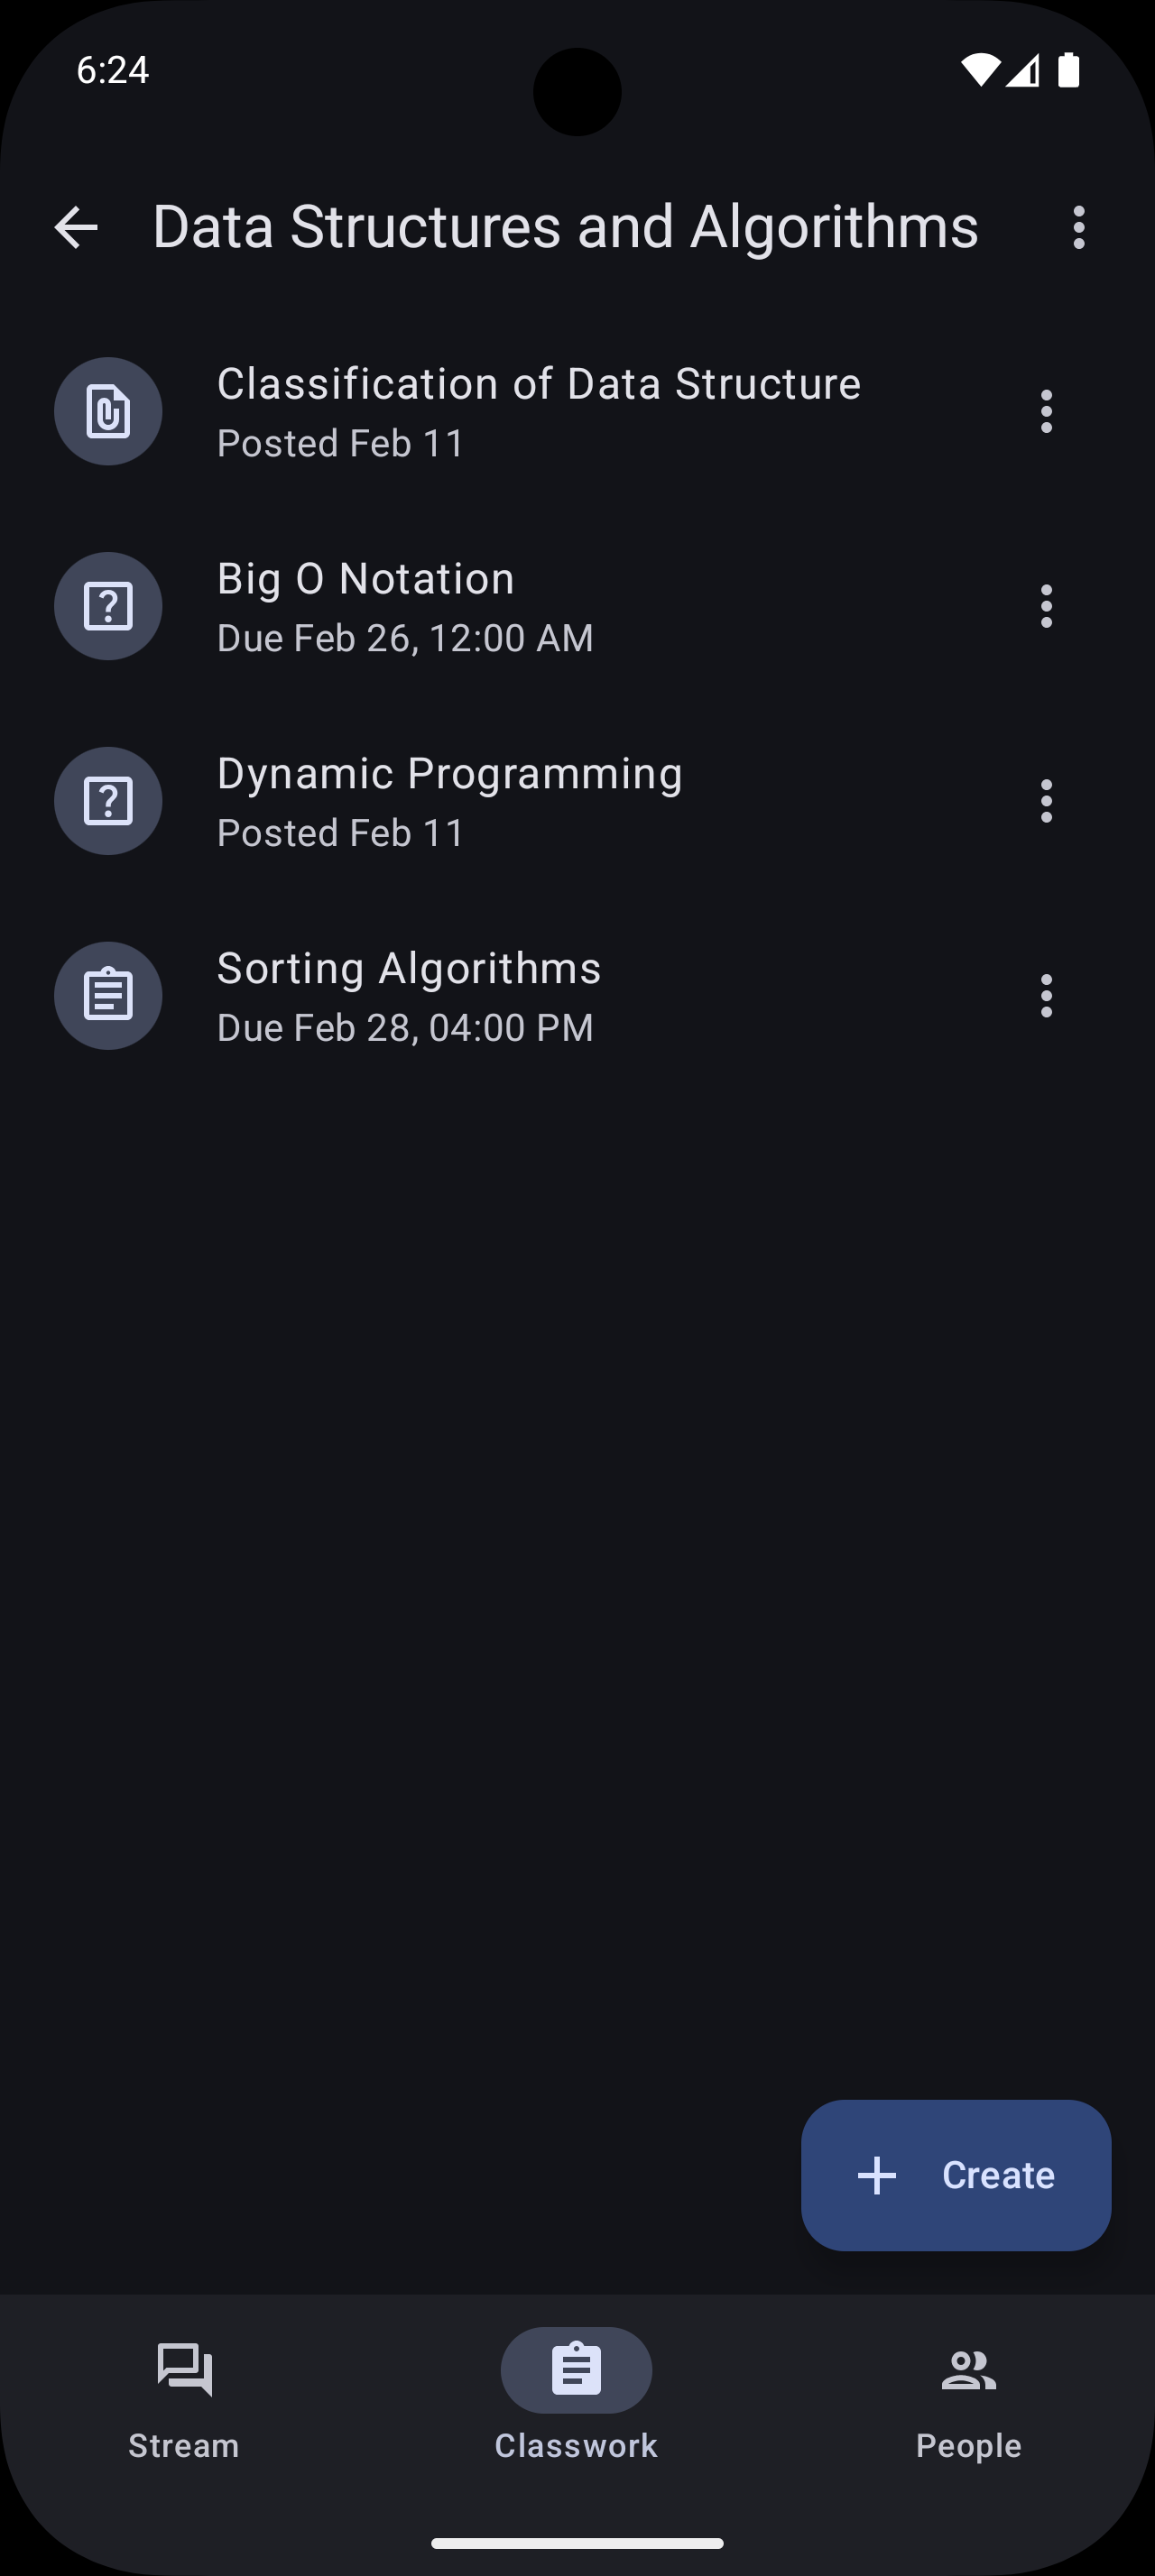 6:24
Data Structures and Algorithms
Classification of Data Structure
Posted Feb 11
Big O Notation
Due Feb 26, 12:00 AM
Dynamic Programming
Posted Feb 11
Sorting Algorithms
Due Feb 28, 04:00 PM
Create
Stream
Classwork
People